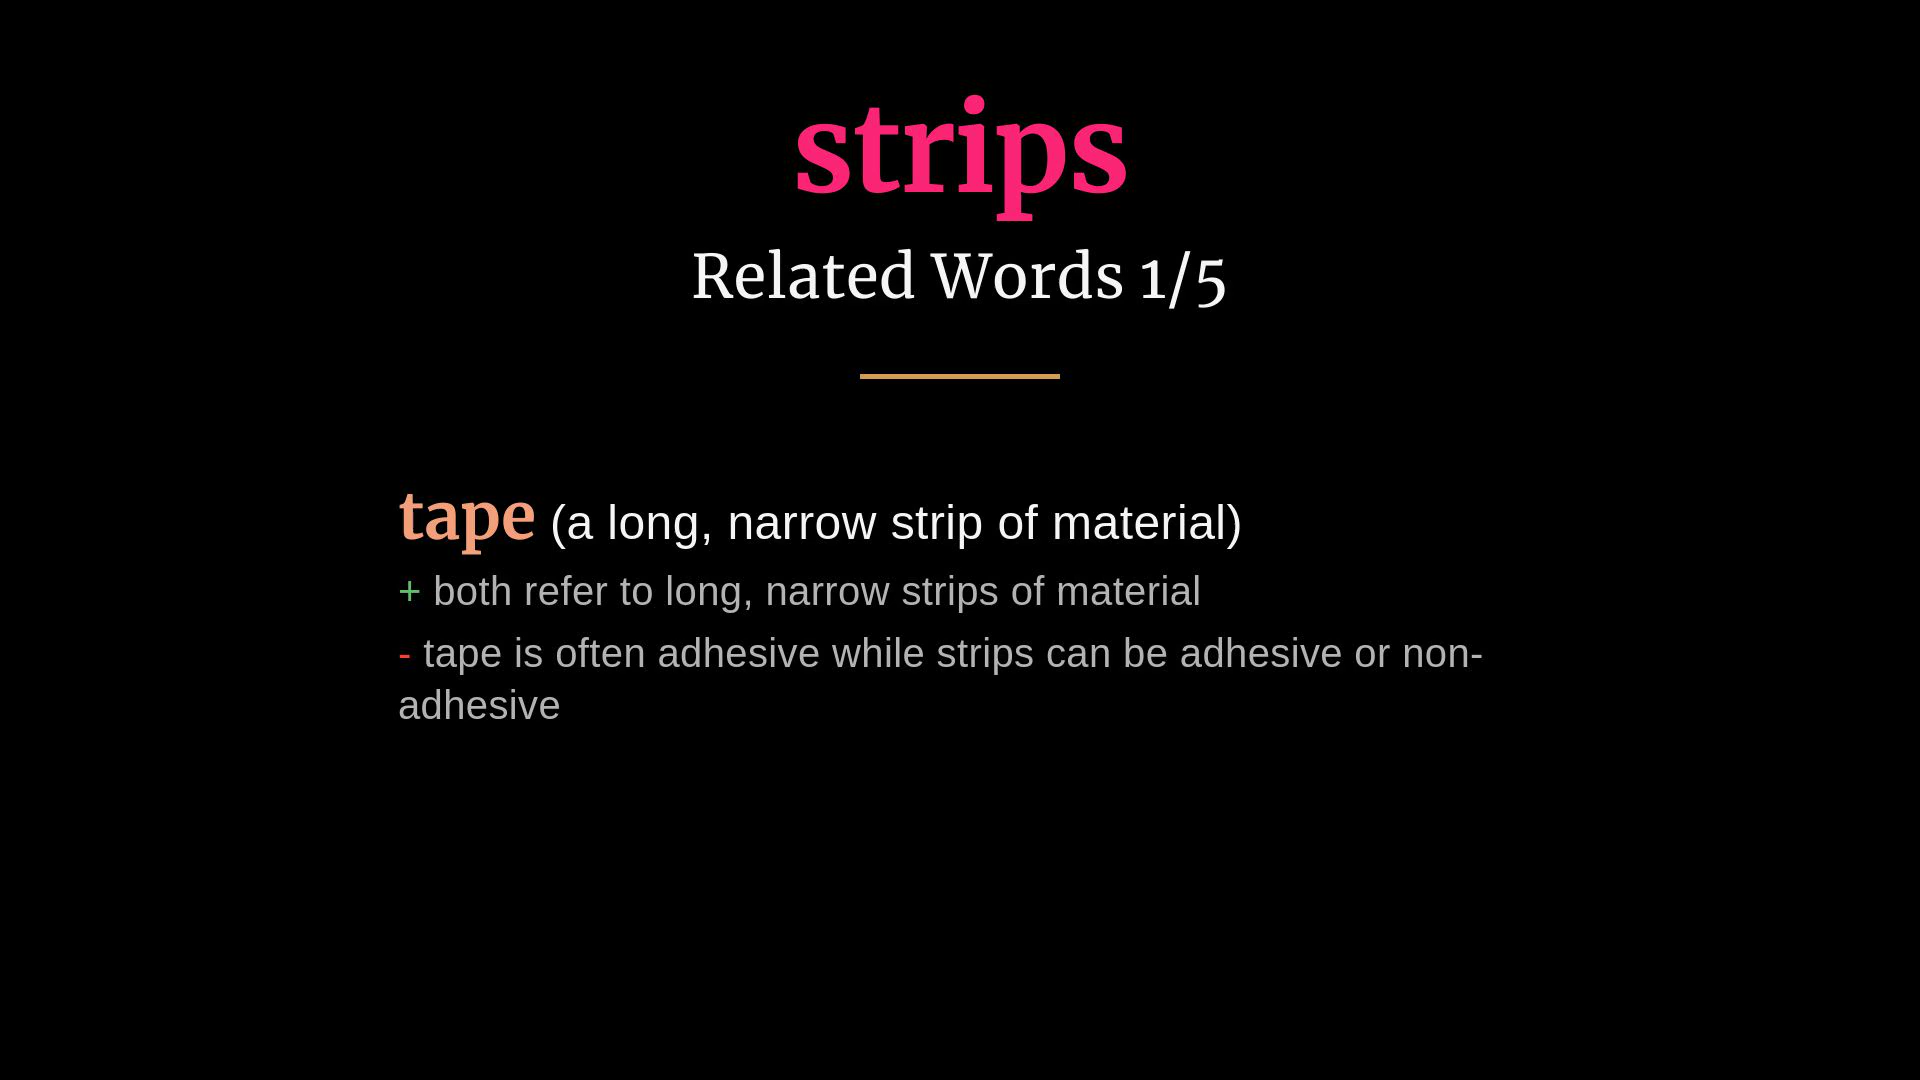 strips
Related Words 1/5
tape (a long, narrow strip of material)
+ both refer to long, narrow strips of material
- tape is often adhesive while strips can be adhesive or non-
adhesive